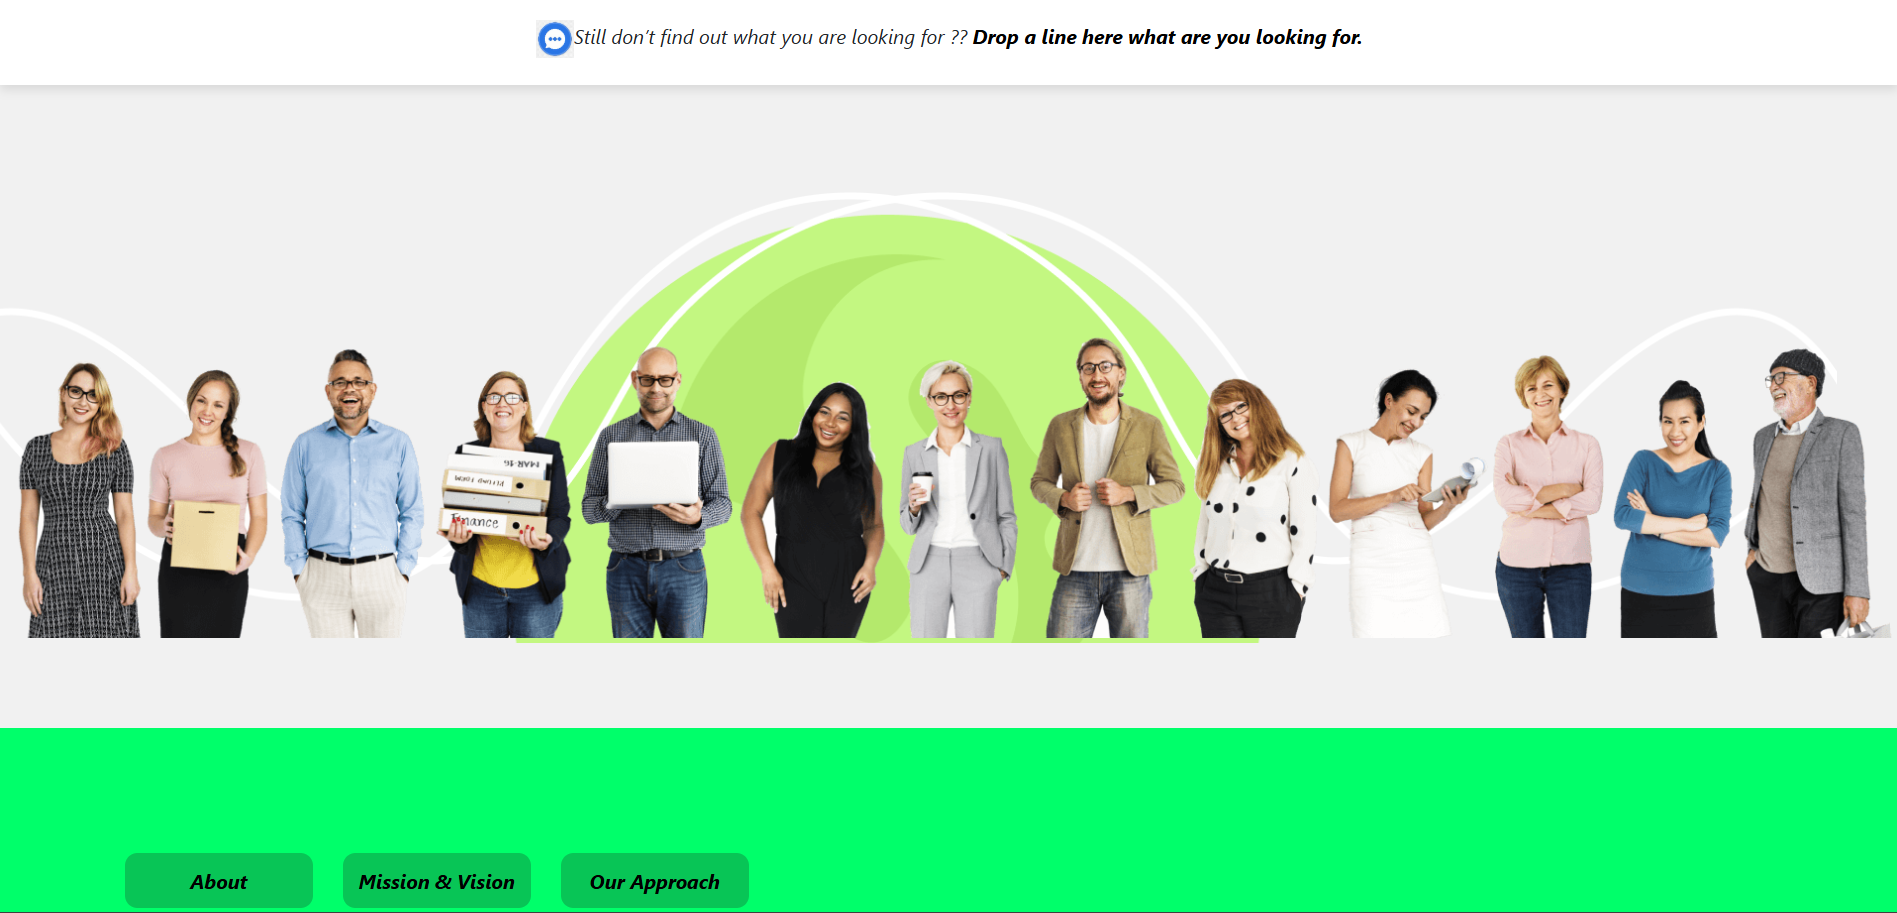 Still don't find out what you are looking for ?? Drop a line here what are you looking for.
MAR-16
Finance
About
Mission & Vision
Our Approach